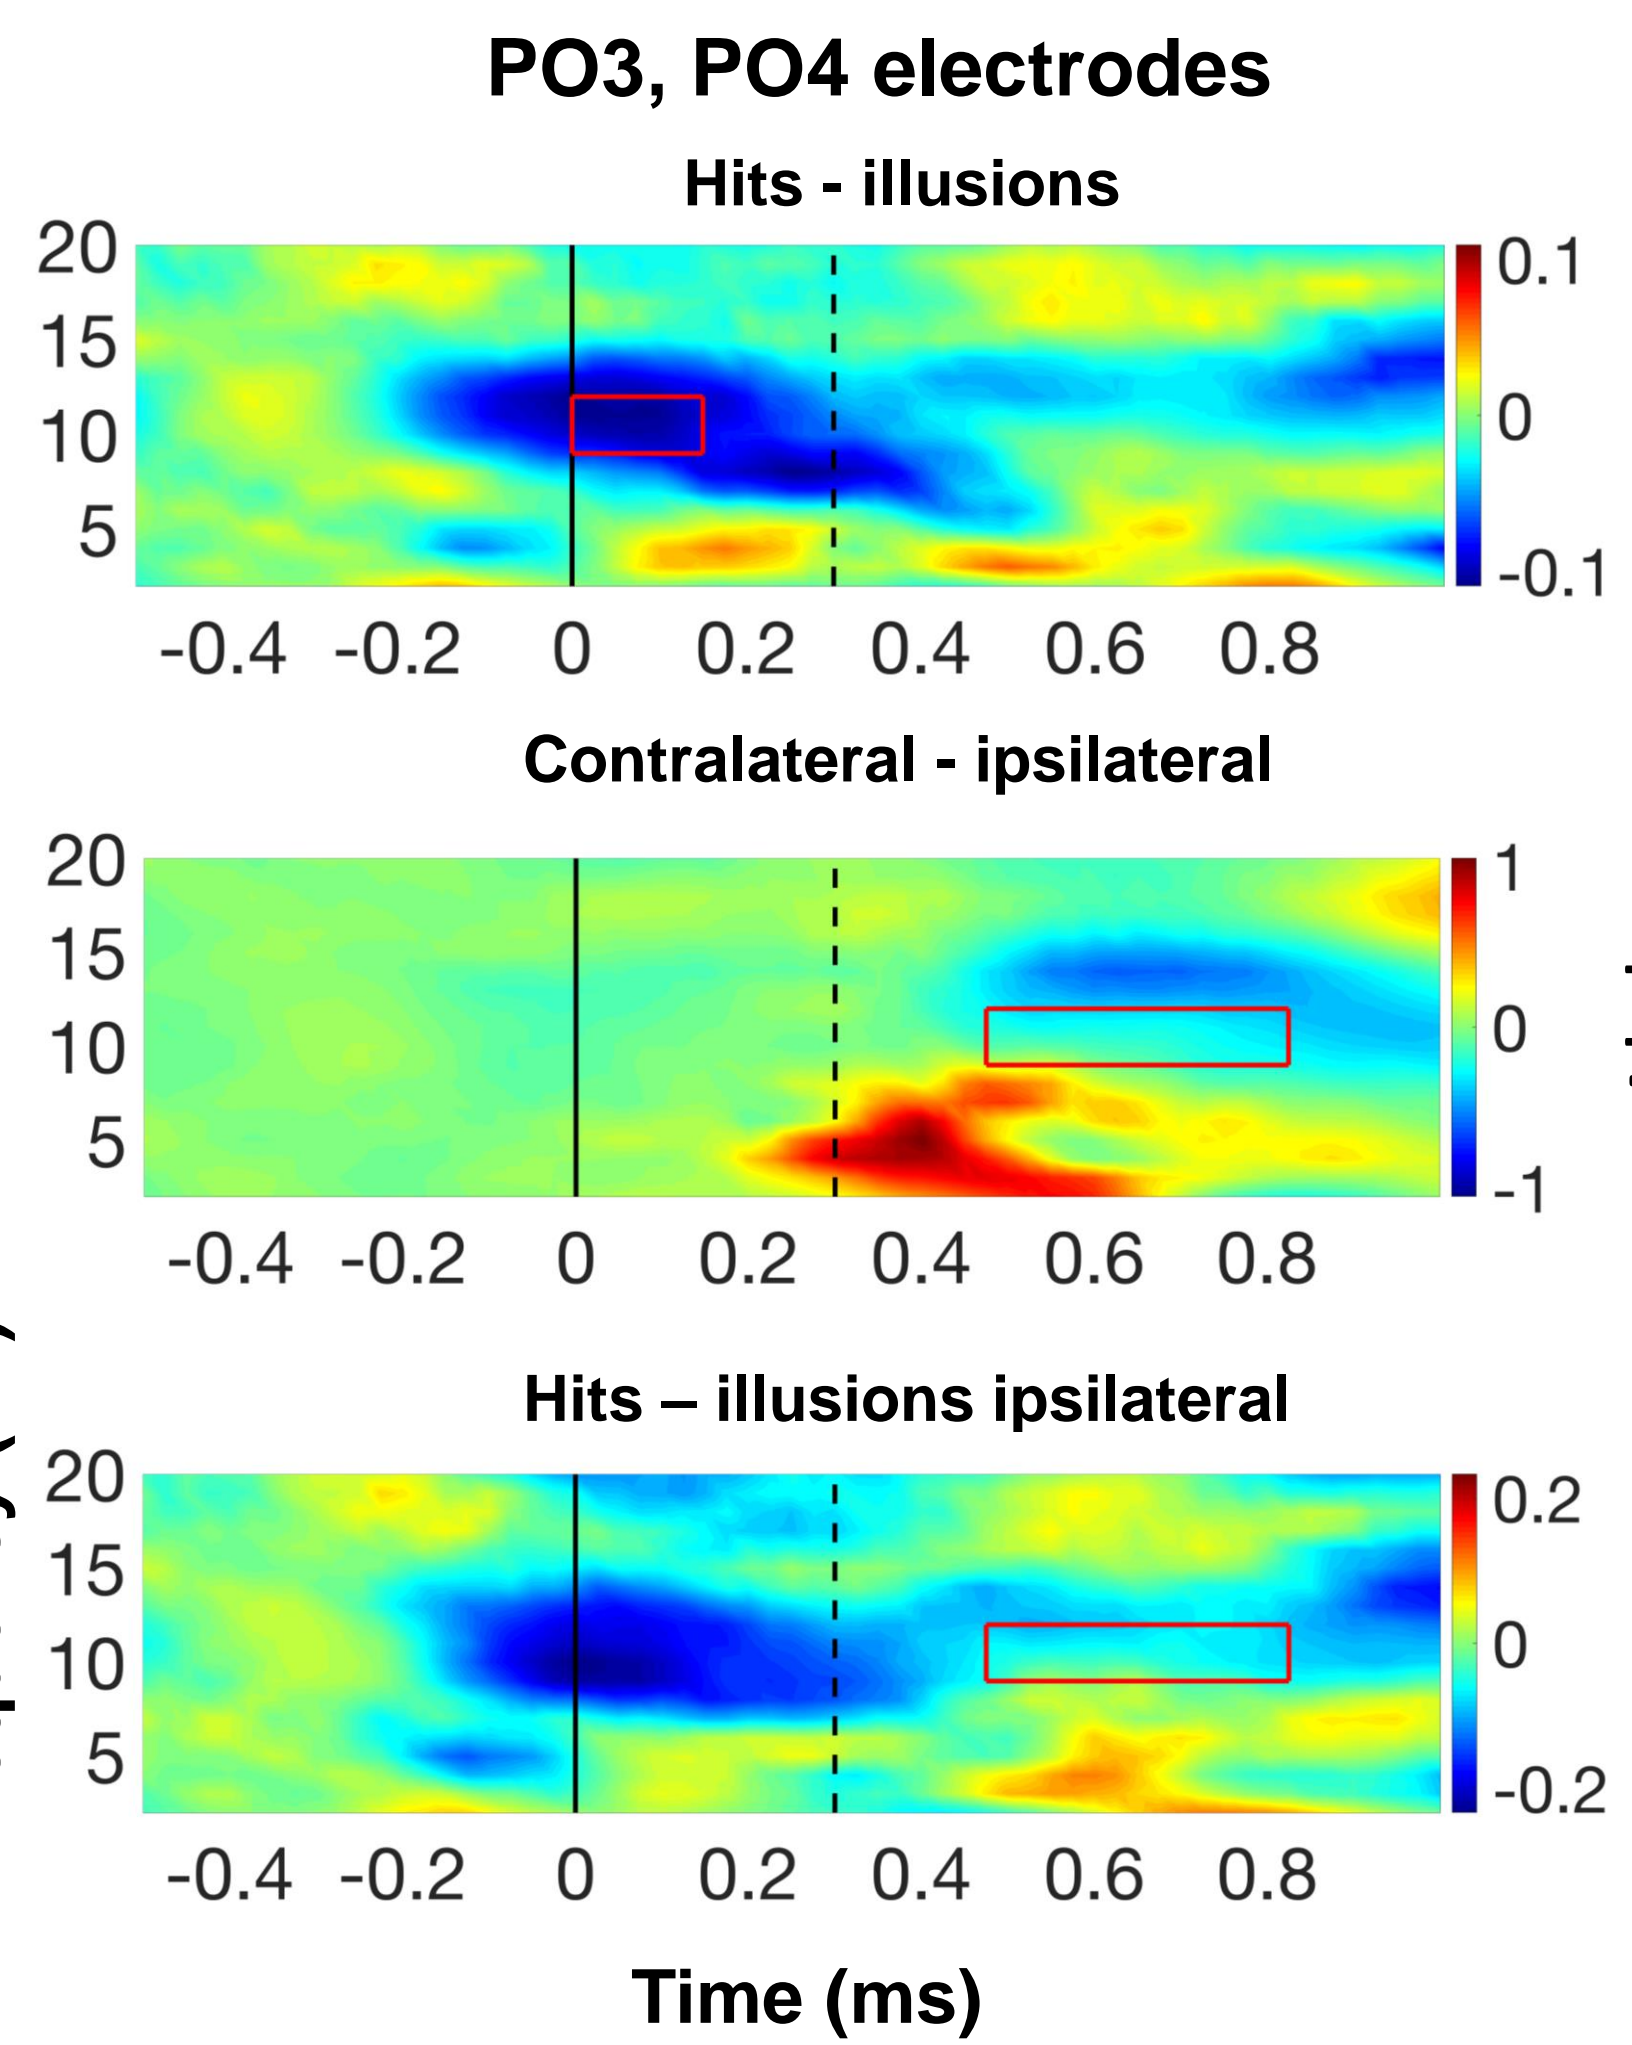 PO3, PO4 electrodes
Hits - illusions
20
15
10
5
0.1
0
-0.1
-0.4 -0.2 0 0.2 0.4 0.6 0.8
Contralateral - ipsilateral
20
15
10
5
1
0
-1
-0.4 -0.2 0 0.2 0.4 0.6 0.8
Hits – illusions ipsilateral
20
15
10
5
0.2
0
-0.2
-0.4 -0.2 0 0.2 0.4 0.6 0.8
Time (ms)